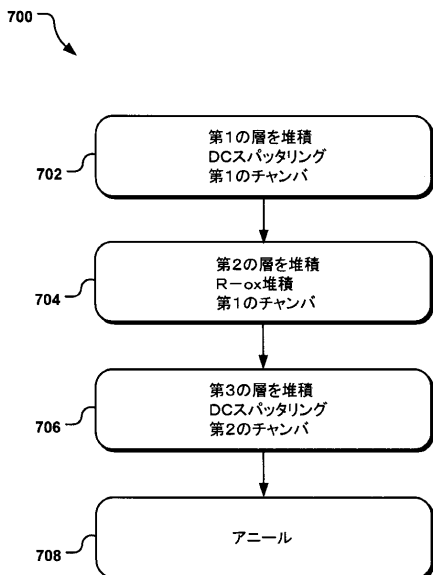 700
第1の層を堆積
DCスパッタリング
第1のチャンバ
702
第2の層を堆積
R－ox堆積
第1のチャンバ
704
第3の層を堆積
DCスパッタリング
第2のチャンバ
706
アニール
708